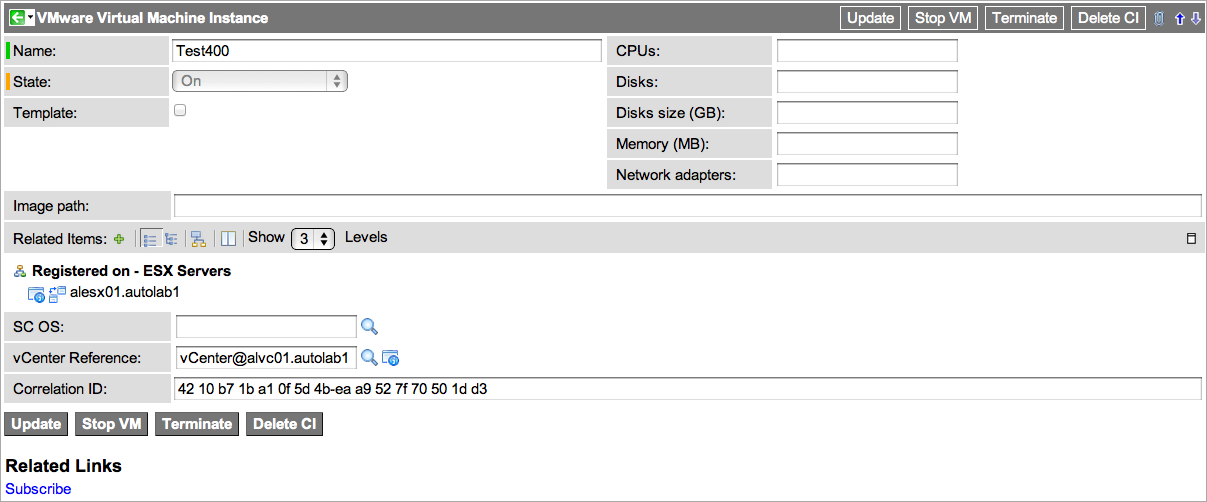 VMware Virtual Machine Instance Update Stop VM Terminate Delete CI
Name: Test400 CPUs:
State: On Disks:
Template: Disks size (GB):
Memory (MB):
Network adapters:
Image path:
Related Items: Show 3 Levels
Registered on - ESX Servers
alesx01.autolab1
SC OS:
vCenter Reference: vCenter@alvc01.autolab1
Correlation ID: 42 10 b7 1b a1 0f 5d 4b-ea a9 52 7f 70 50 1d d3
Update Stop VM Terminate Delete CI
Related Links
Subscribe